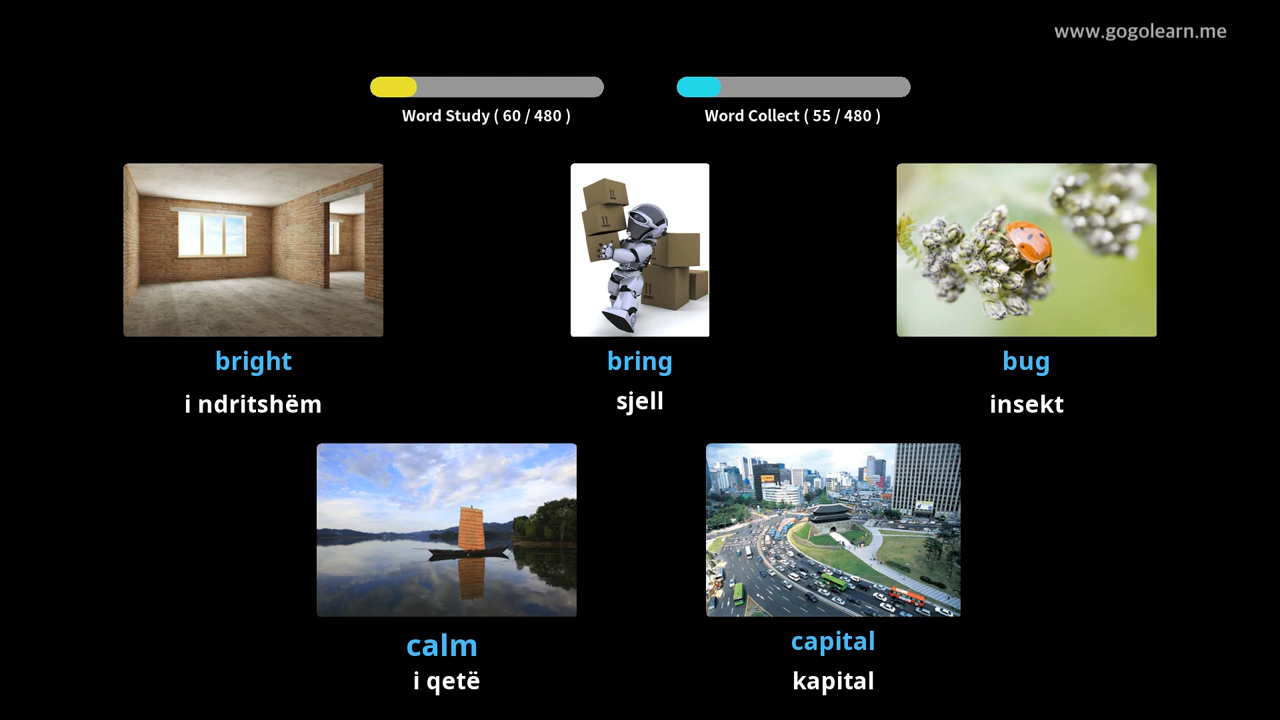 www.gogolearn.me
Word Study ( 60 / 480 )
Word Collect ( 55 / 480 )
bright
i ndritshëm
bring
sjell
bug
insekt
calm
i qetë
capital
kapital